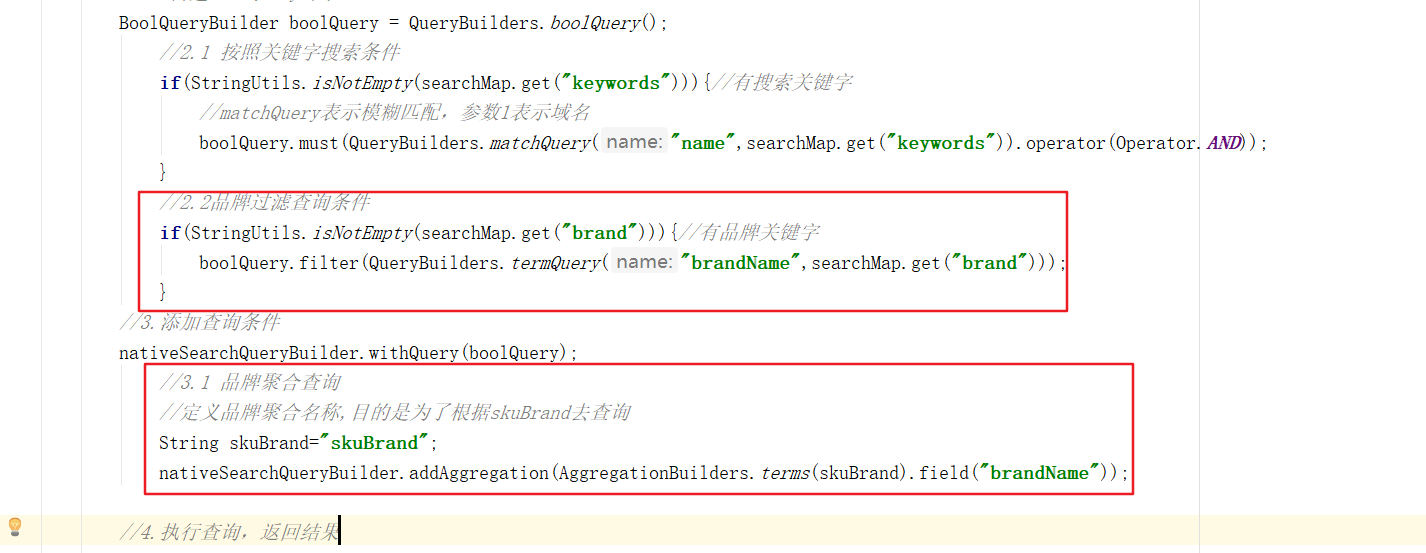 BoolQueryBuilder boolQuery = QueryBuilders.boolQuery();
//2.1 按照关键字搜索条件
if(StringUtils.isNotEmpty(searchMap.get("keywords"))){//有搜索关键字
//matchQuery表示模糊匹配，参数1表示域名
boolQuery.must(QueryBuilders.matchQuery( name: "name",searchMap.get("keywords")).operator(Operator.AND));
}
//2.2品牌过滤查询条件
if(StringUtils.isNotEmpty(searchMap.get("brand"))){//有品牌关键字
boolQuery.filter(QueryBuilders.termQuery( name: "brandName",searchMap.get("brand")));
}
//3.添加查询条件
nativeSearchQueryBuilder.withQuery(boolQuery);
//3.1 品牌聚合查询
//定义品牌聚合名称,目的是为了根据skuBrand去查询
String skuBrand="skuBrand";
nativeSearchQueryBuilder.addAggregation(AggregationBuilders.terms(skuBrand).field("brandName"));
//4.执行查询，返回结果